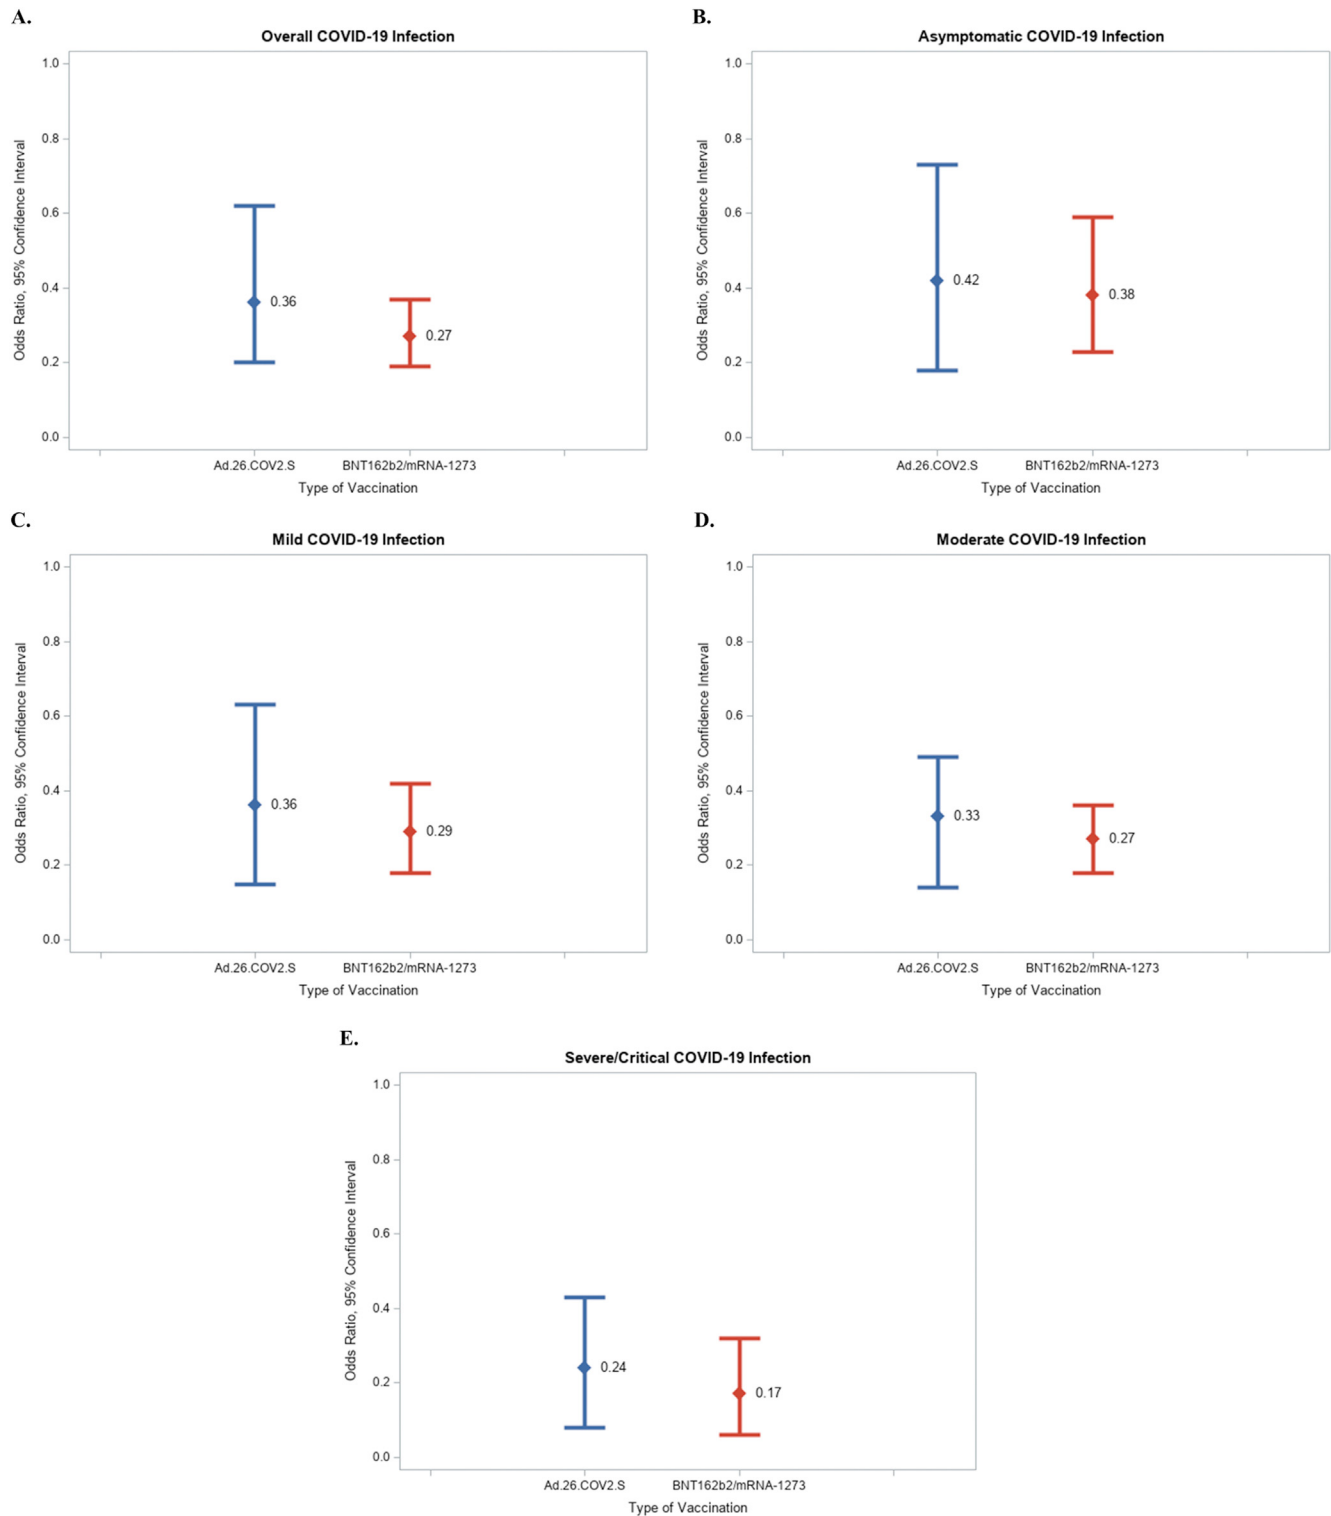 A.
Overall COVID-19 Infection
1.0
0.8
0.6
0.4
0.2
0.0
Odds Ratio, 95% Confidence Interval
0.36
0.27
Ad.26.COV2.S BNT162b2/mRNA-1273
Type of Vaccination
B.
Asymptomatic COVID-19 Infection
1.0
0.8
0.6
0.4
0.2
0.0
Odds Ratio, 95% Confidence Interval
0.42
0.38
Ad.26.COV2.S BNT162b2/mRNA-1273
Type of Vaccination
C.
Mild COVID-19 Infection
1.0
0.8
0.6
0.4
0.2
0.0
Odds Ratio, 95% Confidence Interval
0.36
0.29
Ad.26.COV2.S BNT162b2/mRNA-1273
Type of Vaccination
D.
Moderate COVID-19 Infection
1.0
0.8
0.6
0.4
0.2
0.0
Odds Ratio, 95% Confidence Interval
0.33
0.27
Ad.26.COV2.S BNT162b2/mRNA-1273
Type of Vaccination
E.
Severe/Critical COVID-19 Infection
1.0
0.8
0.6
0.4
0.2
0.0
Odds Ratio, 95% Confidence Interval
0.24
0.17
Ad.26.COV2.S BNT162b2/mRNA-1273
Type of Vaccination